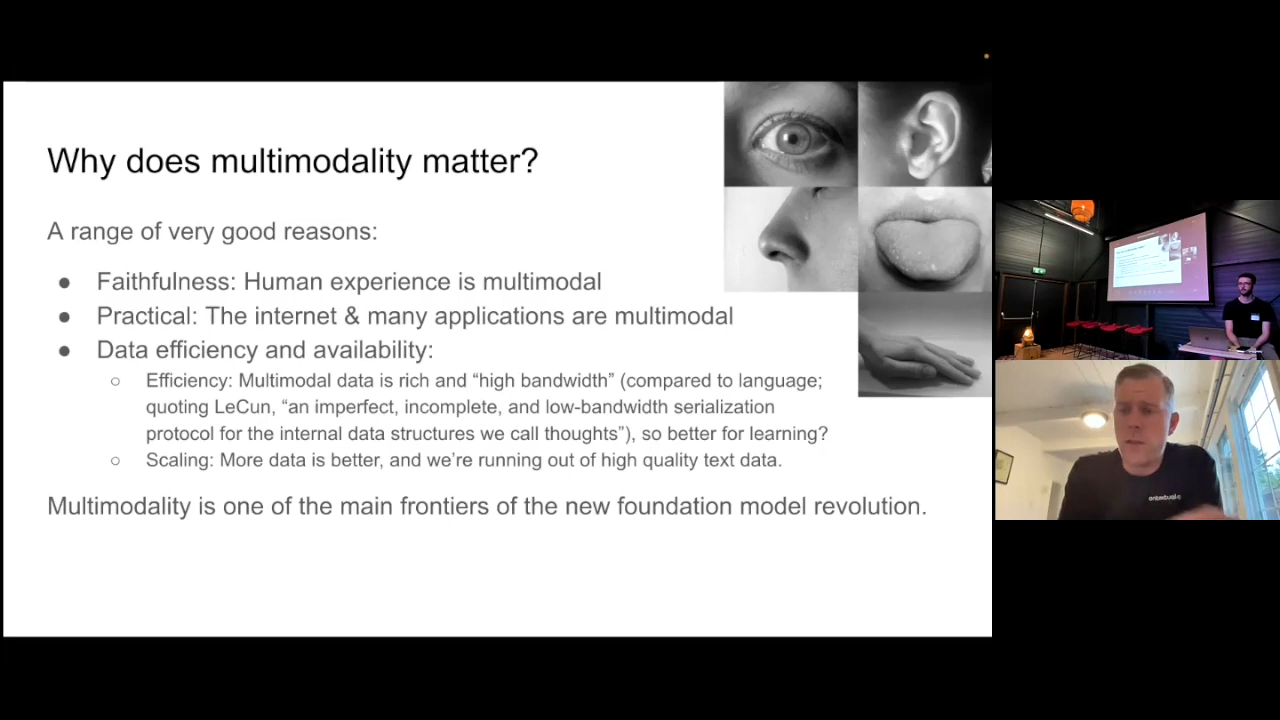 Why does multimodality matter?
A range of very good reasons:
● Faithfulness: Human experience is multimodal
● Practical: The internet & many applications are multimodal
● Data efficiency and availability:
○ Efficiency: Multimodal data is rich and “high bandwidth” (compared to language;
quoting LeCun, “an imperfect, incomplete, and low-bandwidth serialization
protocol for the internal data structures we call thoughts”), so better for learning?
○ Scaling: More data is better, and we’re running out of high quality text data.
Multimodality is one of the main frontiers of the new foundation model revolution.